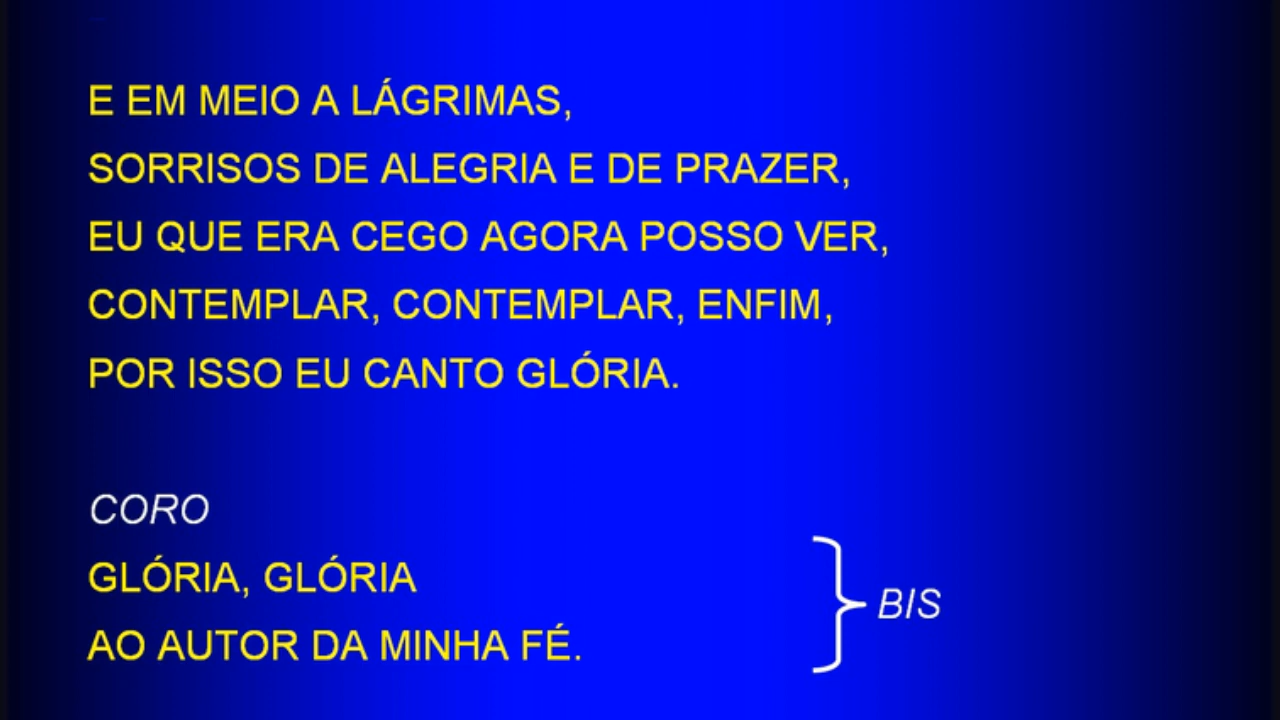 E EM MEIO A LÁGRIMAS,
SORRISOS DE ALEGRIA E DE PRAZER,
EU QUE ERA CEGO AGORA POSSO VER,
CONTEMPLAR, CONTEMPLAR, ENFIM,
POR ISSO EU CANTO GLÓRIA.
CORO
GLÓRIA, GLÓRIA
AO AUTOR DA MINHA FÉ.
BIS